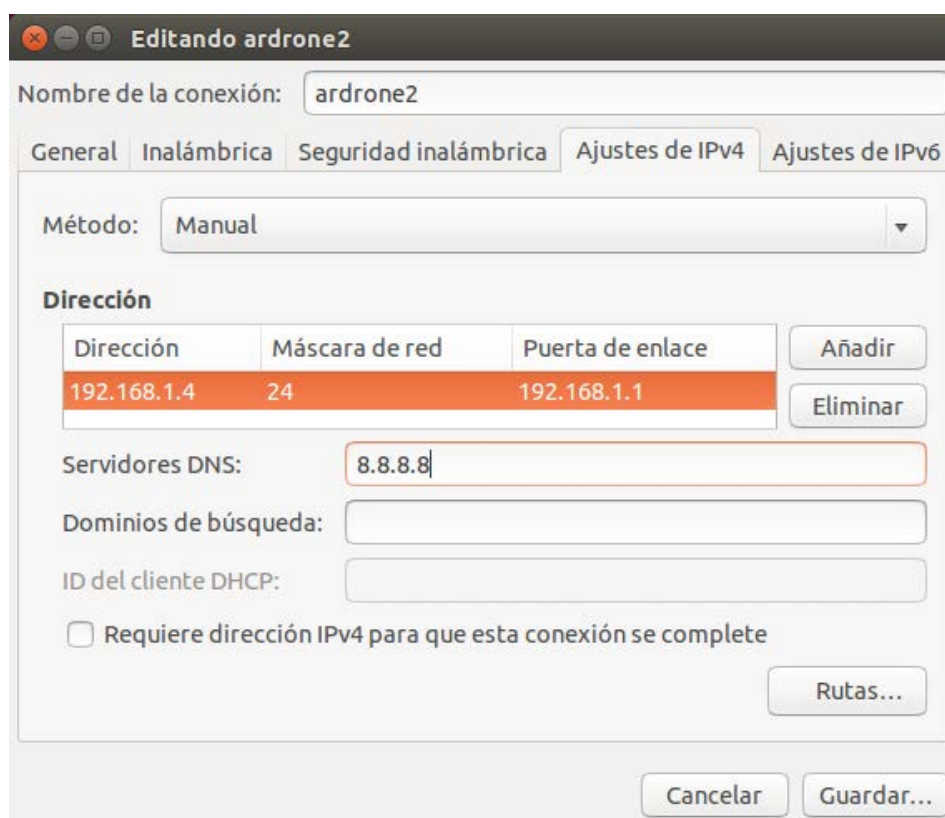 Editando ardrone2
Nombre de la conexión: ardrone2
General Inalámbrica Seguridad inalámbrica Ajustes de IPv4 Ajustes de IPv6
Método: Manual
Dirección
Dirección Máscara de red Puerta de enlace Añadir
192.168.1.4 24 192.168.1.1
Eliminar
Servidores DNS: 8.8.8.8
Dominios de búsqueda:
ID del cliente DHCP:
Requiere dirección IPv4 para que esta conexión se complete
Rutas...
Cancelar Guardar...